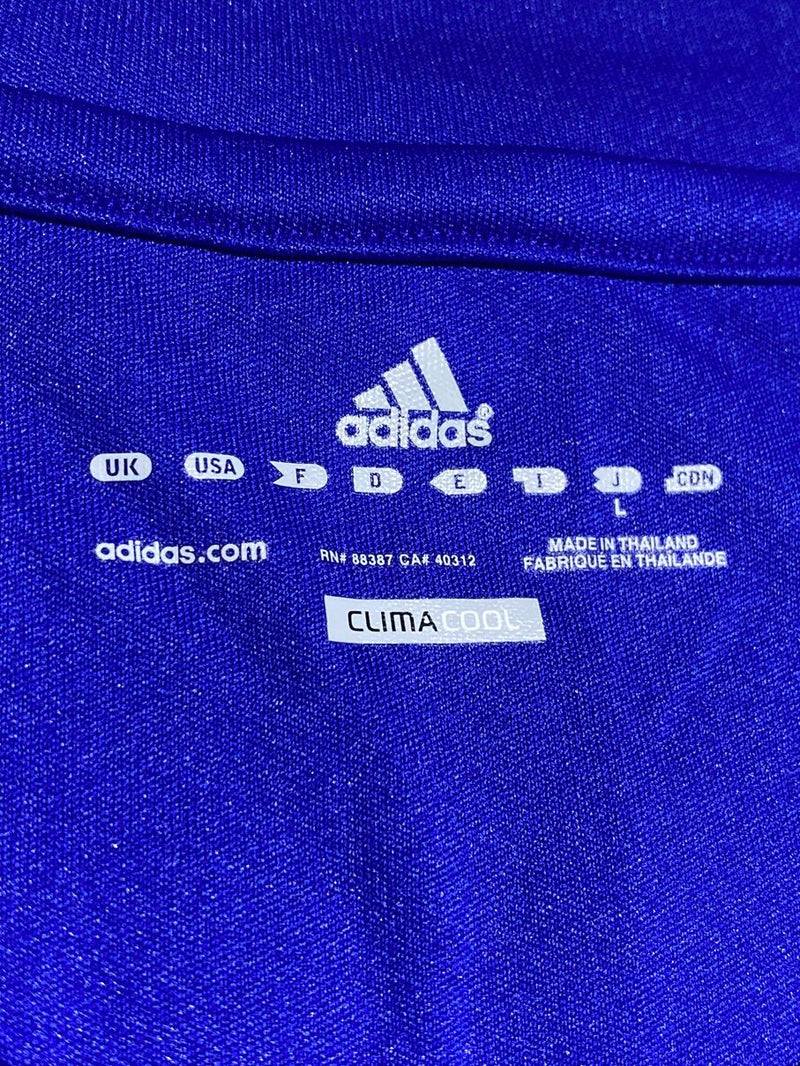 adidas®
UK USA F D E I J CDN
L
adidas.com
RN# 88387 CA# 40312
MADE IN THAILAND
FABRIQUE EN THAILANDE
CLIMACOOL